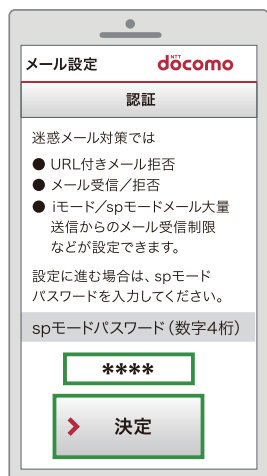 メール設定
NTT
döcomo
認証
迷惑メール対策では
● URL付きメール拒否
● メール受信／拒否
● iモード／spモードメール大量
送信からのメール受信制限
などが設定できます。
設定に進む場合は、spモード
パスワードを入力してください。
spモードパスワード（数字4桁）
****
決定